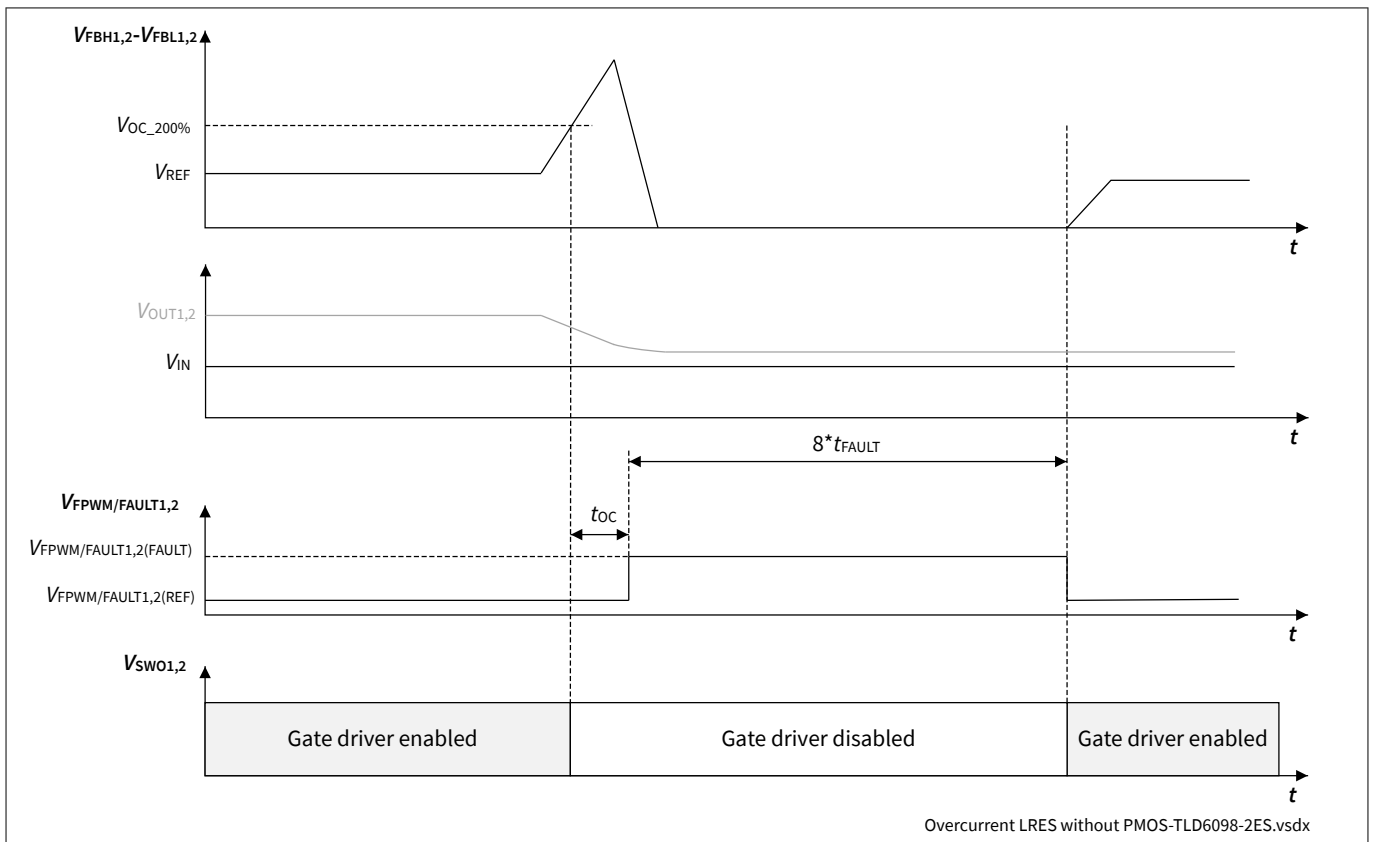 VFBH1,2-VFBL1,2
VOC_200%
VREF
t
VOUT1,2
VIN
t
8*tFAULT
VFPWM/FAULT1,2
tOC
VFPWM/FAULT1,2(FAULT)
VFPWM/FAULT1,2(REF)
t
VSWO1,2
Gate driver enabled Gate driver disabled Gate driver enabled
t
Overcurrent LRES without PMOS-TLD6098-2ES.vsdx